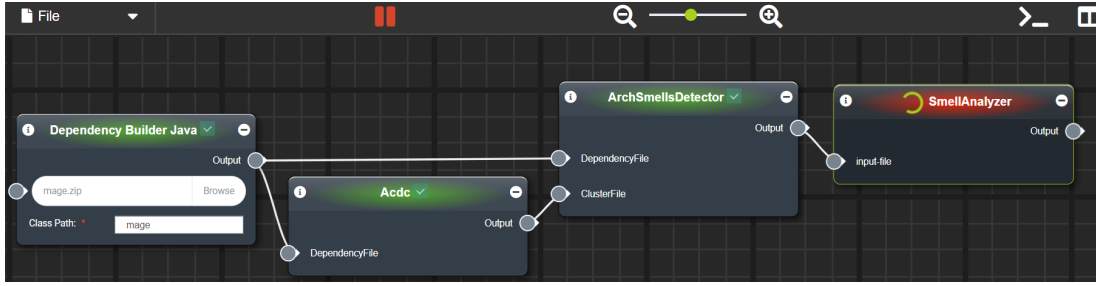 File
ArchSmellsDetector
Output
DependencyFile
ClusterFile
SmellAnalyzer
Output
input-file
Dependency Builder Java
Output
mage.zip Browse
Class Path: * mage
Acdc
Output
DependencyFile